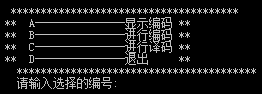 ***************************************
** A——————————显示编码 **
** B——————————进行编码 **
** C——————————进行译码 **
** D——————————退出 **
*****************************************
请输入选择的编号: